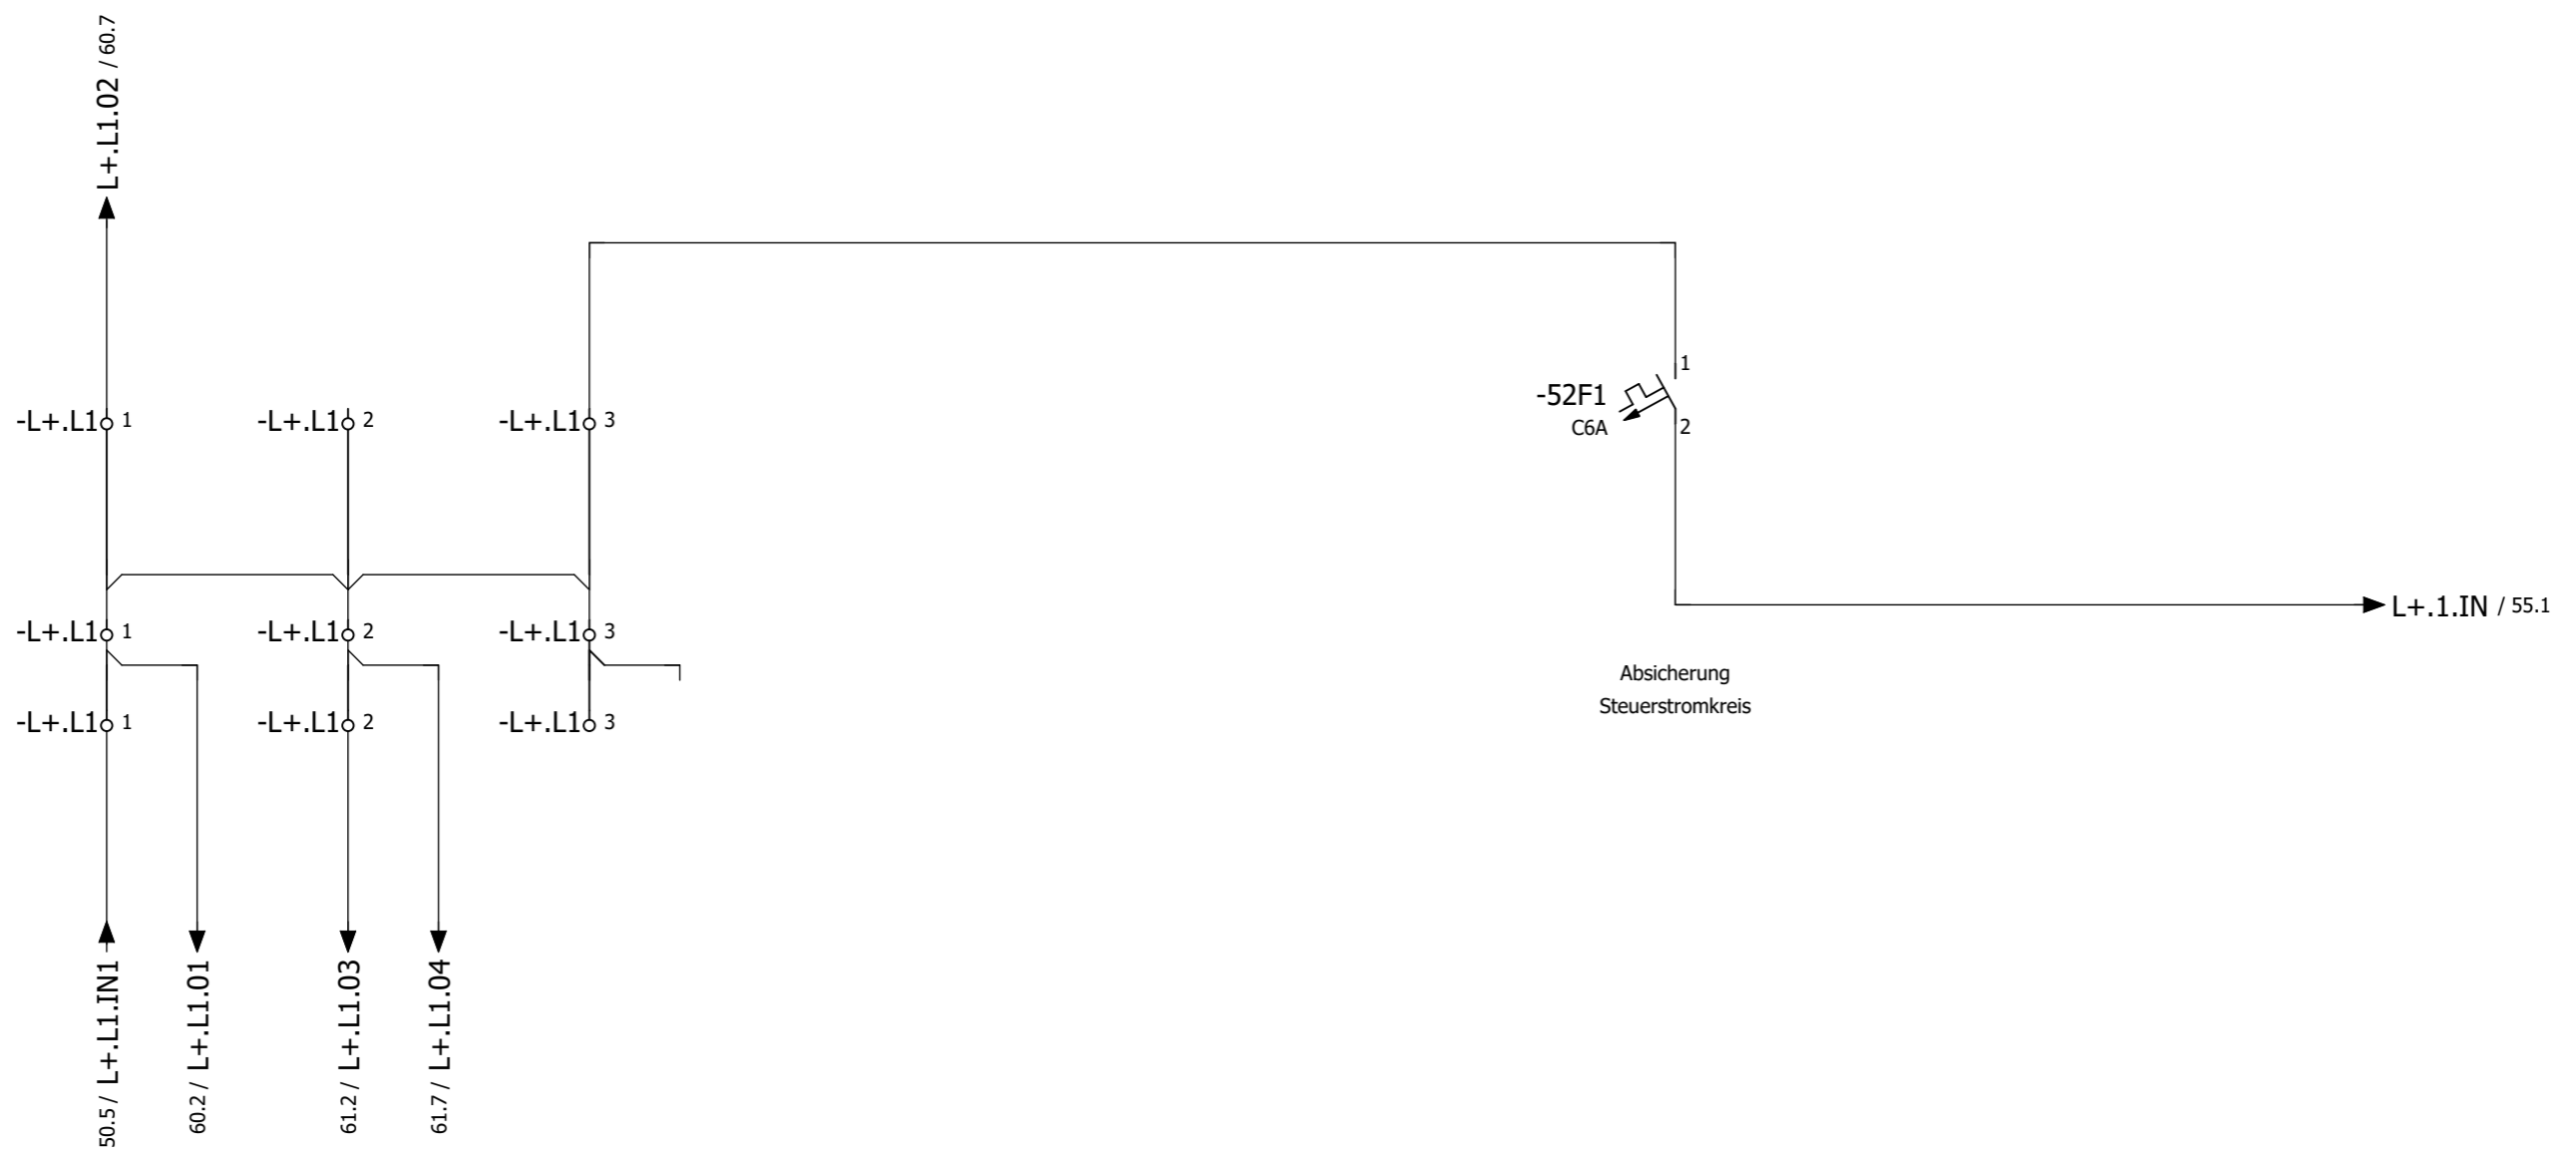 L+.L1.02 / 60.7
1
-52F1
C6A
2
-L+.L1 1
-L+.L1 2
-L+.L1 3
L+.1.IN / 55.1
-L+.L1 1
-L+.L1 2
-L+.L1 3
Absicherung
Steuerstromkreis
-L+.L1 1
-L+.L1 2
-L+.L1 3
50.5 / L+.L1.IN1
60.2 / L+.L1.01
61.2 / L+.L1.03
61.7 / L+.L1.04